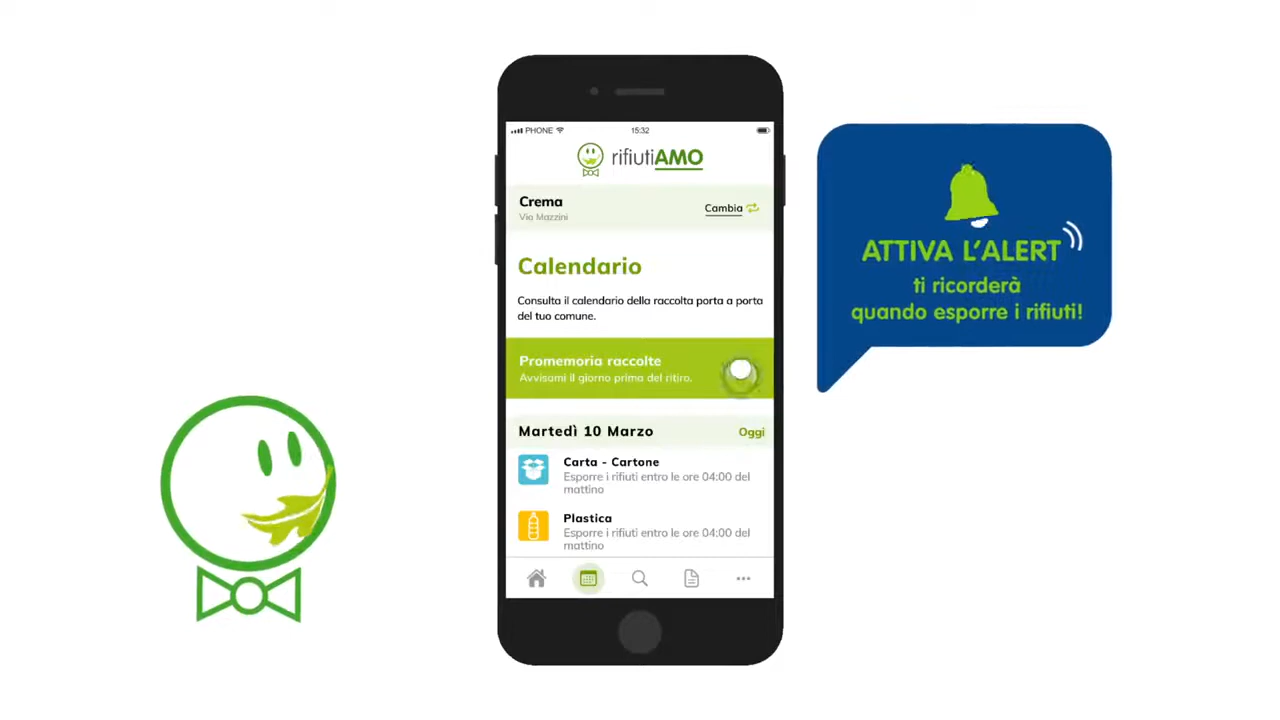 PHONE 15:32
rifiutiAMO
Crema
Via Mazzini
Cambia
Calendario
Consulta il calendario della raccolta porta a porta
del tuo comune.
Promemoria raccolte
Avvisami il giorno prima del ritiro.
Martedì 10 Marzo Oggi
Carta - Cartone
Esporre i rifiuti entro le ore 04:00 del
mattino
Plastica
Esporre i rifiuti entro le ore 04:00 del
mattino
ATTIVA L'ALERT
ti ricorderà
quando esporre i rifiuti!